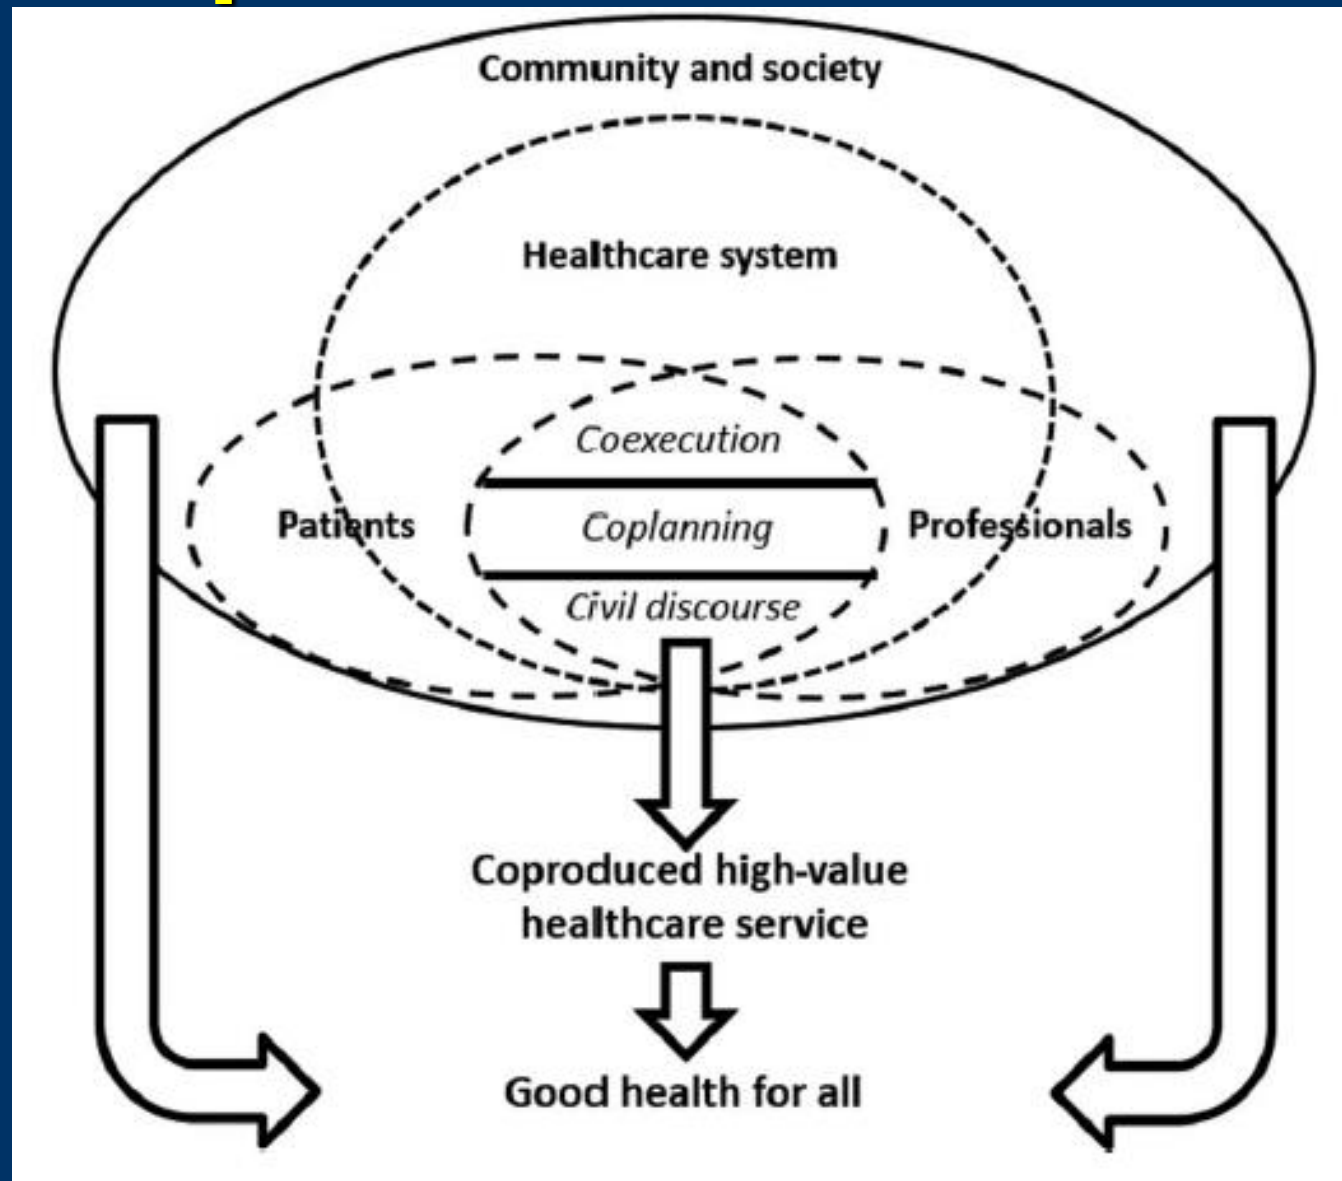 Community and society
Healthcare system
Coexecution
Patients
Coplanning
Professionals
Civil discourse
Coproduced high-value
healthcare service
Good health for all